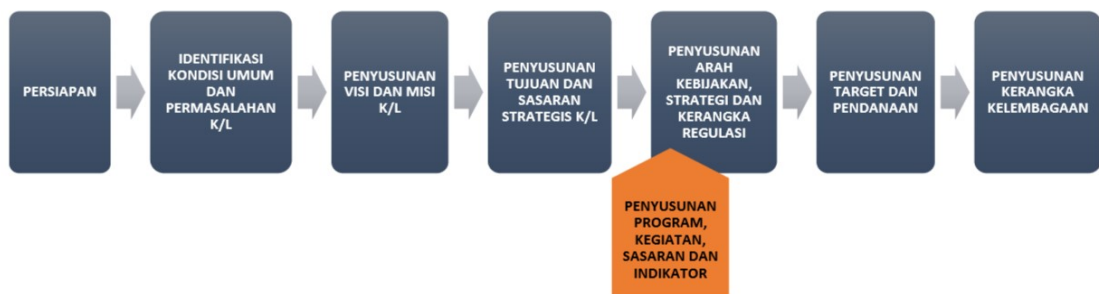 PERSIAPAN
IDENTIFIKASI
KONDISI UMUM
DAN
PERMASALAHAN
K/L
PENYUSUNAN
VISI DAN MISI
K/L
PENYUSUNAN
TUJUAN DAN
SASARAN
STRATEGIS K/L
PENYUSUNAN
ARAH
KEBIJAKAN,
STRATEGI DAN
KERANGKA
REGULASI
PENYUSUNAN
TARGET DAN
PENDANAAN
PENYUSUNAN
KERANGKA
KELEMBAGAAN
PENYUSUNAN
PROGRAM,
KEGIATAN,
SASARAN DAN
INDIKATOR